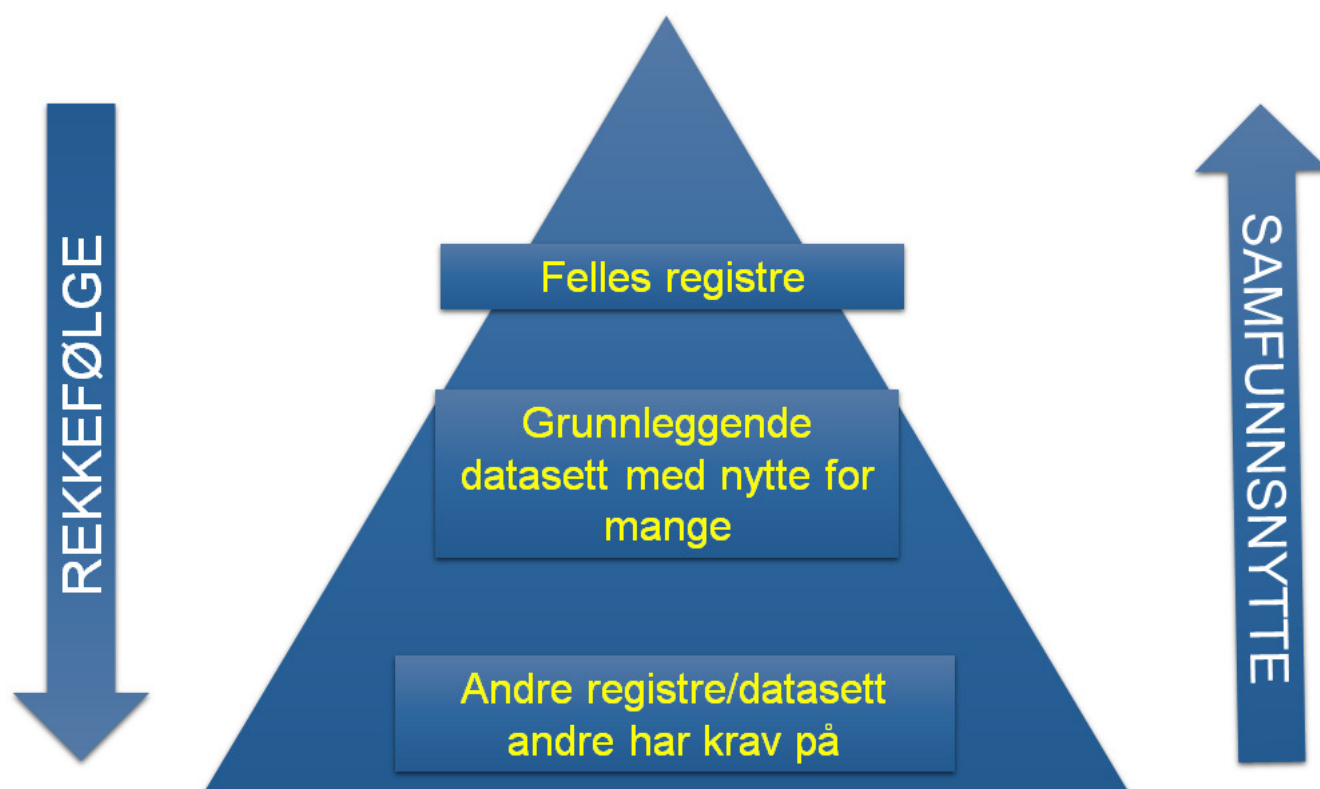 REKKEFØLGE
Felles registre
Grunnleggende
datasett med nytte for
mange
Andre registre/datasett
andre har krav på
SAMFUNNSNYTTE